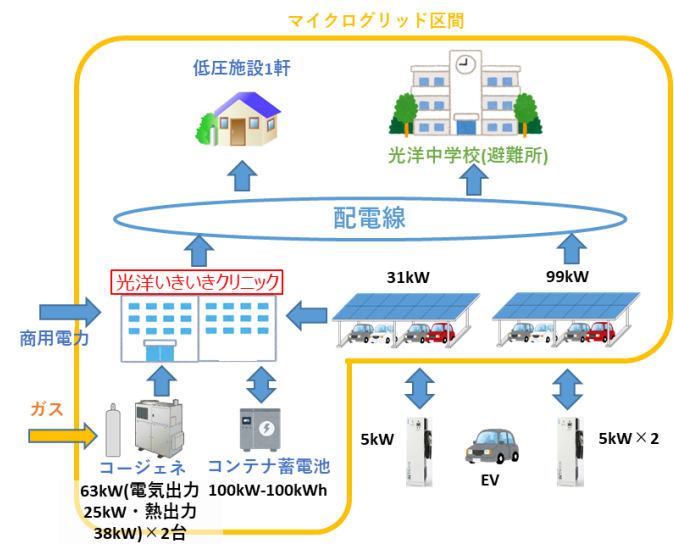 マイクログリッド区間
低圧施設1軒
光洋中学校(避難所)
配電線
光洋いきいきクリニック
31kW
99kW
商用電力
ガス
コージェネ
63kW(電気出力
25kW・熱出力
38kW)×2台
コンテナ蓄電池
100kW-100kWh
5kW
EV
5kW×2